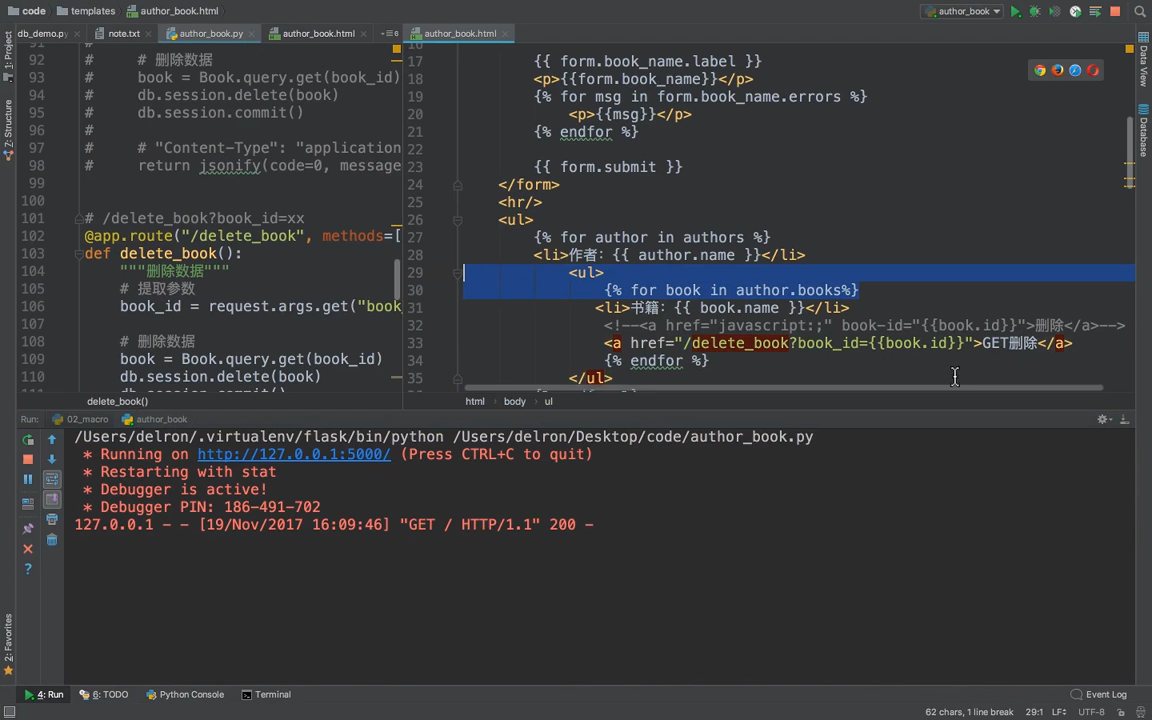 code templates author_book.html author_book
db_demo.py note.txt author_book.py author_book.html 6 author_book.html
1: Project
7: Structure
2: Favorites
Data View
Database
91 #
92 # # 删除数据
93 # book = Book.query.get(book_id)
94 # db.session.delete(book)
95 # db.session.commit()
96 #
97 # # "Content-Type": "application
98 # return jsonify(code=0, message
99
100
101 # /delete_book?book_id=xx
102 @app.route("/delete_book", methods=[
103 def delete_book():
104 """删除数据"""
105 # 提取参数
106 book_id = request.args.get("book
107
108 # 删除数据
109 book = Book.query.get(book_id)
110 db.session.delete(book)
111 db.session.commit()
delete_book()
16
17 {{ form.book_name.label }}
18 <p>{{form.book_name}}</p>
19 {% for msg in form.book_name.errors %}
20 <p>{{msg}}</p>
21 {% endfor %}
22
23 {{ form.submit }}
24 </form>
25 <hr/>
26 <ul>
27 {% for author in authors %}
28 <li>作者: {{ author.name }}</li>
29 <ul>
30 {% for book in author.books%}
31 <li>书籍: {{ book.name }}</li>
32 <!--<a href="javascript:;" book-id="{{book.id}}">删除</a>-->
33 <a href="/delete_book?book_id={{book.id}}">GET删除</a>
34 {% endfor %}
35 </ul>
html body ul
Run: 02_macro author_book
/Users/delron/.virtualenv/flask/bin/python /Users/delron/Desktop/code/author_book.py
* Running on http://127.0.0.1:5000/ (Press CTRL+C to quit)
* Restarting with stat
* Debugger is active!
* Debugger PIN: 186-491-702
127.0.0.1 - - [19/Nov/2017 16:09:46] "GET / HTTP/1.1" 200 -
4: Run 6: TODO Python Console Terminal Event Log
62 chars, 1 line break 29:1 LF UTF-8